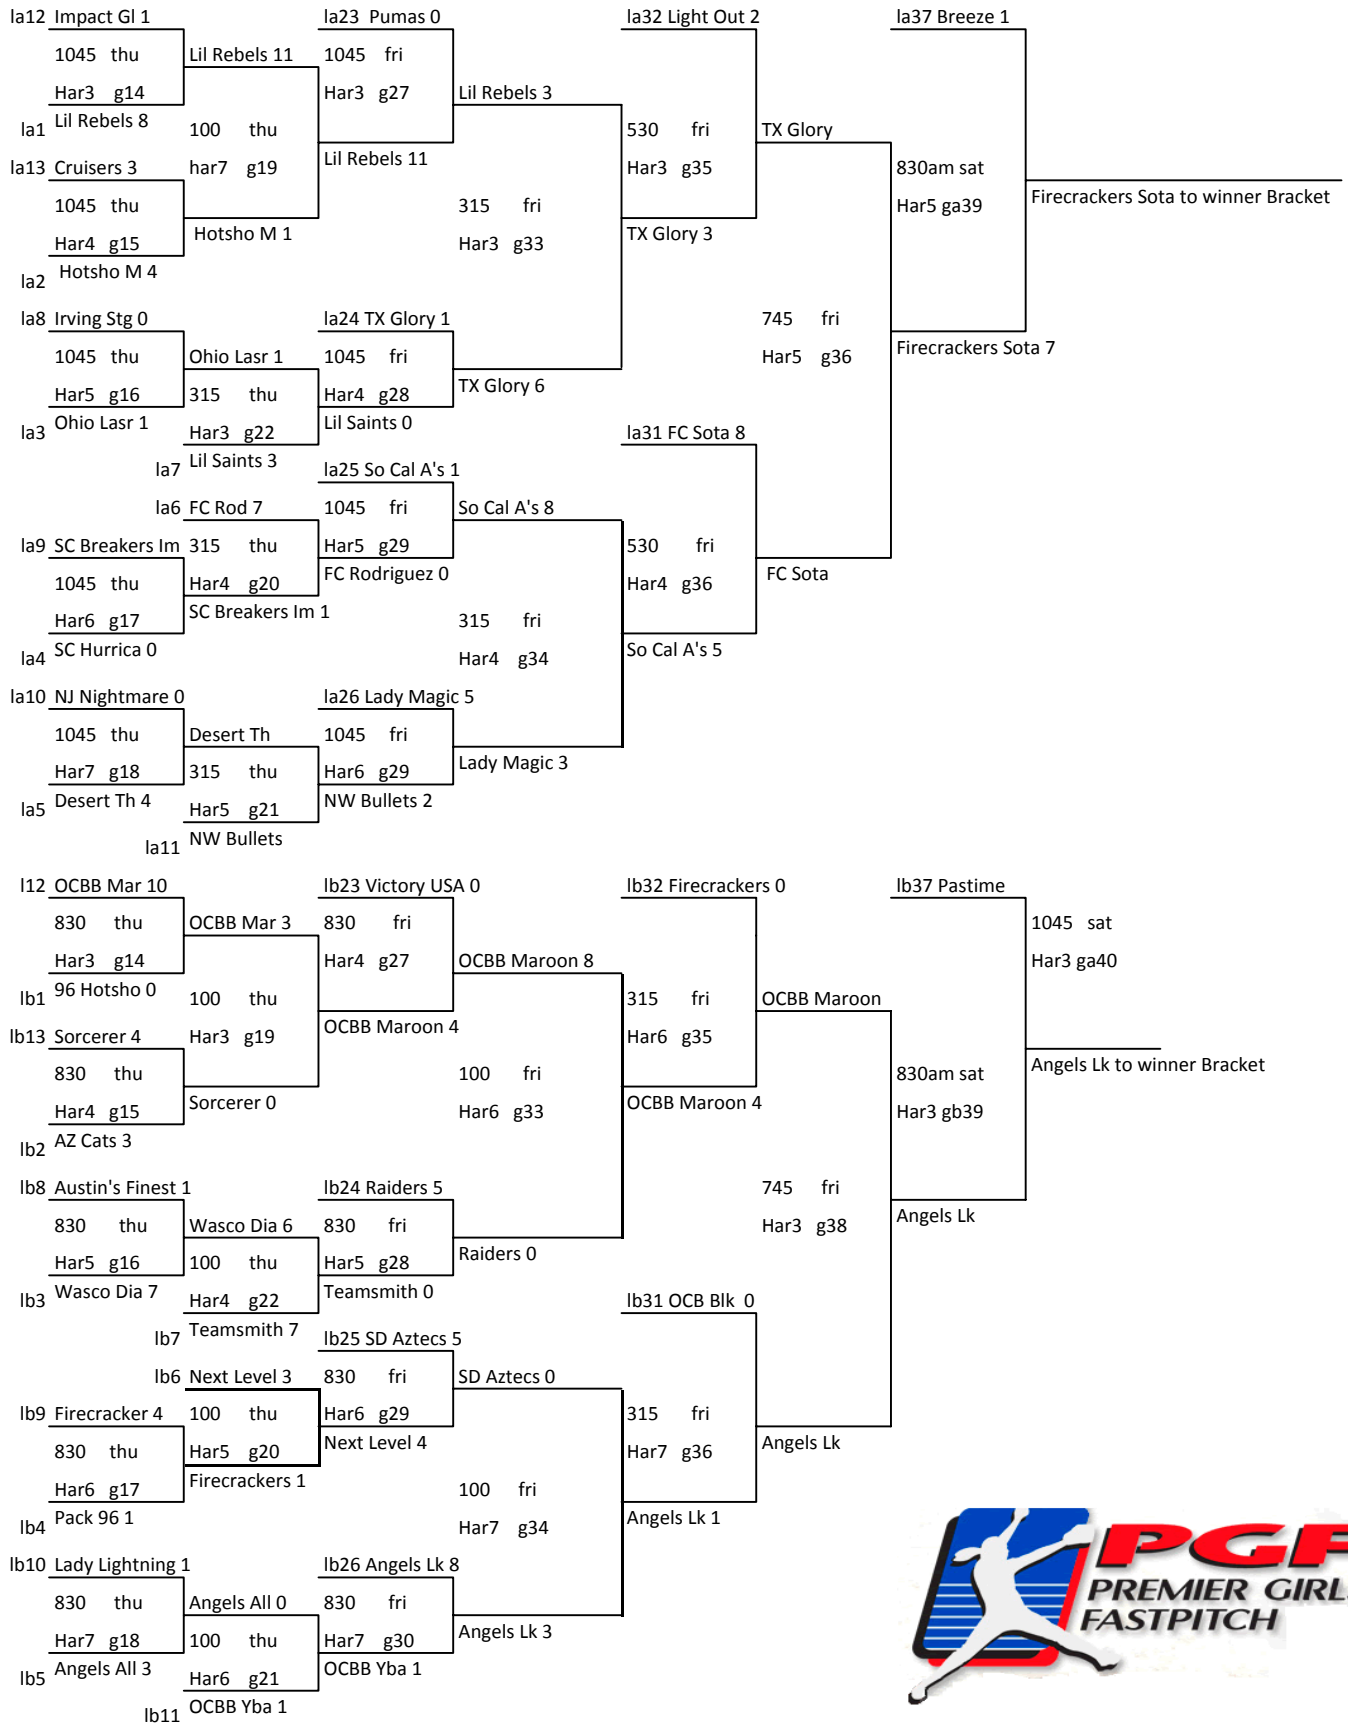 la12 Impact Gl 1
la23 Pumas 0
la32 Light Out 2
la37 Breeze 1
1045 thu
Lil Rebels 11
1045 fri
Har3 g14
Har3 g27
Lil Rebels 3
la1 Lil Rebels 8
100 thu
530 fri
TX Glory
la13 Cruisers 3
har7 g19
Lil Rebels 11
Har3 g35
830am sat
1045 thu
315 fri
Har5 ga39
Firecrackers Sota to winner Bracket
Har4 g15
Hotsho M 1
Har3 g33
TX Glory 3
la2 Hotsho M 4
la8 Irving Stg 0
la24 TX Glory 1
745 fri
1045 thu
Ohio Lasr 1
1045 fri
Har5 g36
Firecrackers Sota 7
Har5 g16
315 thu
Har4 g28
TX Glory 6
la3 Ohio Lasr 1
Har3 g22
Lil Saints 0
la31 FC Sota 8
la7 Lil Saints 3
la25 So Cal A's 1
la6 FC Rod 7
1045 fri
So Cal A's 8
la9 SC Breakers Im
315 thu
Har5 g29
530 fri
1045 thu
Har4 g20
FC Rodriguez 0
Har4 g36
FC Sota
Har6 g17
SC Breakers Im 1
315 fri
la4 SC Hurrica 0
Har4 g34
So Cal A's 5
la10 NJ Nightmare 0
la26 Lady Magic 5
1045 thu
Desert Th
1045 fri
Har7 g18
315 thu
Har6 g29
Lady Magic 3
la5 Desert Th 4
Har5 g21
NW Bullets 2
la11 NW Bullets
l12 OCBB Mar 10
lb23 Victory USA 0
lb32 Firecrackers 0
lb37 Pastime
830 thu
OCBB Mar 3
830 fri
1045 sat
Har3 g14
Har4 g27
OCBB Maroon 8
Har3 ga40
lb1 96 Hotsho 0
100 thu
315 fri
OCBB Maroon
lb13 Sorcerer 4
Har3 g19
OCBB Maroon 4
Har6 g35
830 thu
100 fri
830am sat
Angels Lk to winner Bracket
Har4 g15
Sorcerer 0
Har6 g33
OCBB Maroon 4
Har3 gb39
lb2 AZ Cats 3
lb8 Austin's Finest 1
lb24 Raiders 5
745 fri
830 thu
Wasco Dia 6
830 fri
Har3 g38
Angels Lk
Har5 g16
100 thu
Har5 g28
Raiders 0
lb3 Wasco Dia 7
Har4 g22
Teamsmith 0
lb31 OCB Blk 0
lb7 Teamsmith 7
lb25 SD Aztecs 5
lb6 Next Level 3
830 fri
SD Aztecs 0
lb9 Firecracker 4
100 thu
Har6 g29
315 fri
830 thu
Har5 g20
Next Level 4
Har7 g36
Angels Lk
Har6 g17
Firecrackers 1
100 fri
lb4 Pack 96 1
Har7 g34
Angels Lk 1
lb10 Lady Lightning 1
lb26 Angels Lk 8
830 thu
Angels All 0
830 fri
Har7 g18
100 thu
Har7 g30
Angels Lk 3
lb5 Angels All 3
Har6 g21
OCBB Yba 1
lb11 OCBB Yba 1
PGF
PREMIER GIRLS
FASTPITCH